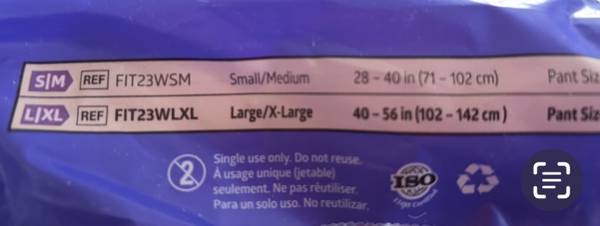 S|M REF FIT23WSM Small/Medium 28 – 40 in (71 – 102 cm) Pant Siz
L|XL REF FIT23WLXL Large/X-Large 40 – 56 in (102 – 142 cm) Pant Siz
2
Single use only. Do not reuse.
À usage unique (jetable)
seulement. Ne pas réutiliser.
Para un solo uso. No reutilizar.
ISO